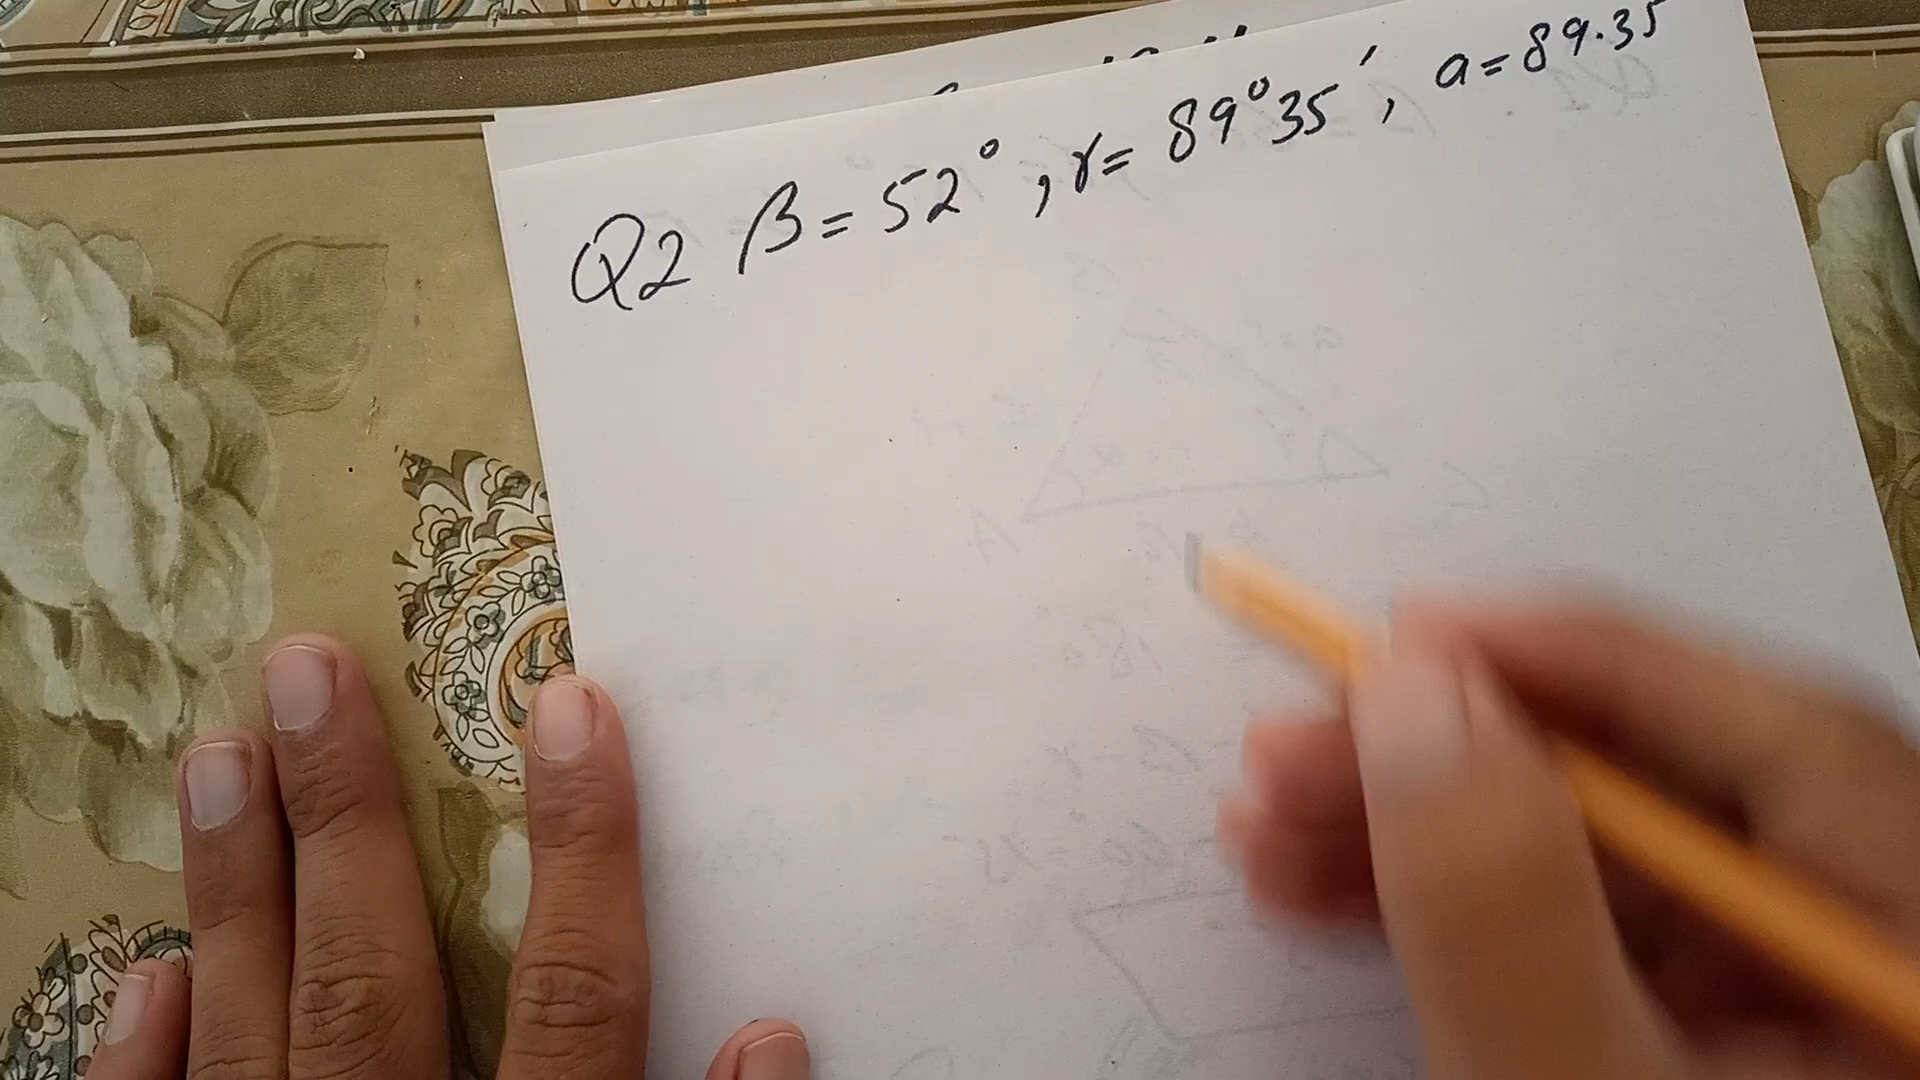 Q2 β = 52°, γ = 89°35′, a = 89.35